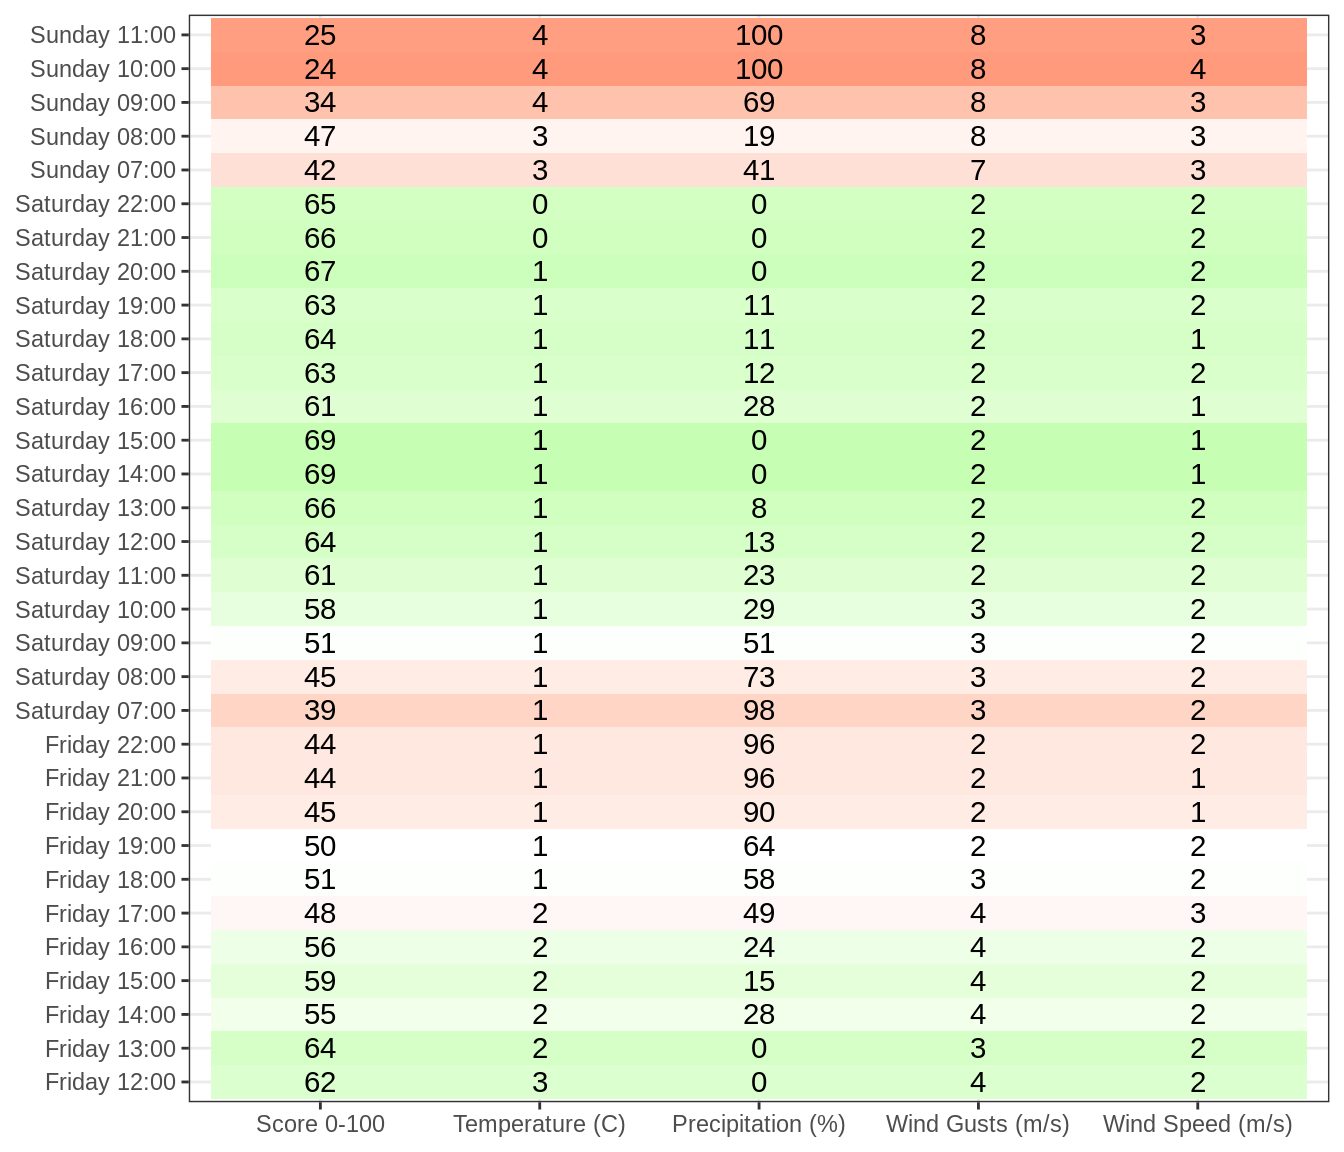 Sunday 11:00 25 4 100 8 3
Sunday 10:00 24 4 100 8 4
Sunday 09:00 34 4 69 8 3
Sunday 08:00 47 3 19 8 3
Sunday 07:00 42 3 41 7 3
Saturday 22:00 65 0 0 2 2
Saturday 21:00 66 0 0 2 2
Saturday 20:00 67 1 0 2 2
Saturday 19:00 63 1 11 2 2
Saturday 18:00 64 1 11 2 1
Saturday 17:00 63 1 12 2 2
Saturday 16:00 61 1 28 2 1
Saturday 15:00 69 1 0 2 1
Saturday 14:00 69 1 0 2 1
Saturday 13:00 66 1 8 2 2
Saturday 12:00 64 1 13 2 2
Saturday 11:00 61 1 23 2 2
Saturday 10:00 58 1 29 3 2
Saturday 09:00 51 1 51 3 2
Saturday 08:00 45 1 73 3 2
Saturday 07:00 39 1 98 3 2
Friday 22:00 44 1 96 2 2
Friday 21:00 44 1 96 2 1
Friday 20:00 45 1 90 2 1
Friday 19:00 50 1 64 2 2
Friday 18:00 51 1 58 3 2
Friday 17:00 48 2 49 4 3
Friday 16:00 56 2 24 4 2
Friday 15:00 59 2 15 4 2
Friday 14:00 55 2 28 4 2
Friday 13:00 64 2 0 3 2
Friday 12:00 62 3 0 4 2
Score 0-100 Temperature (C) Precipitation (%) Wind Gusts (m/s) Wind Speed (m/s)